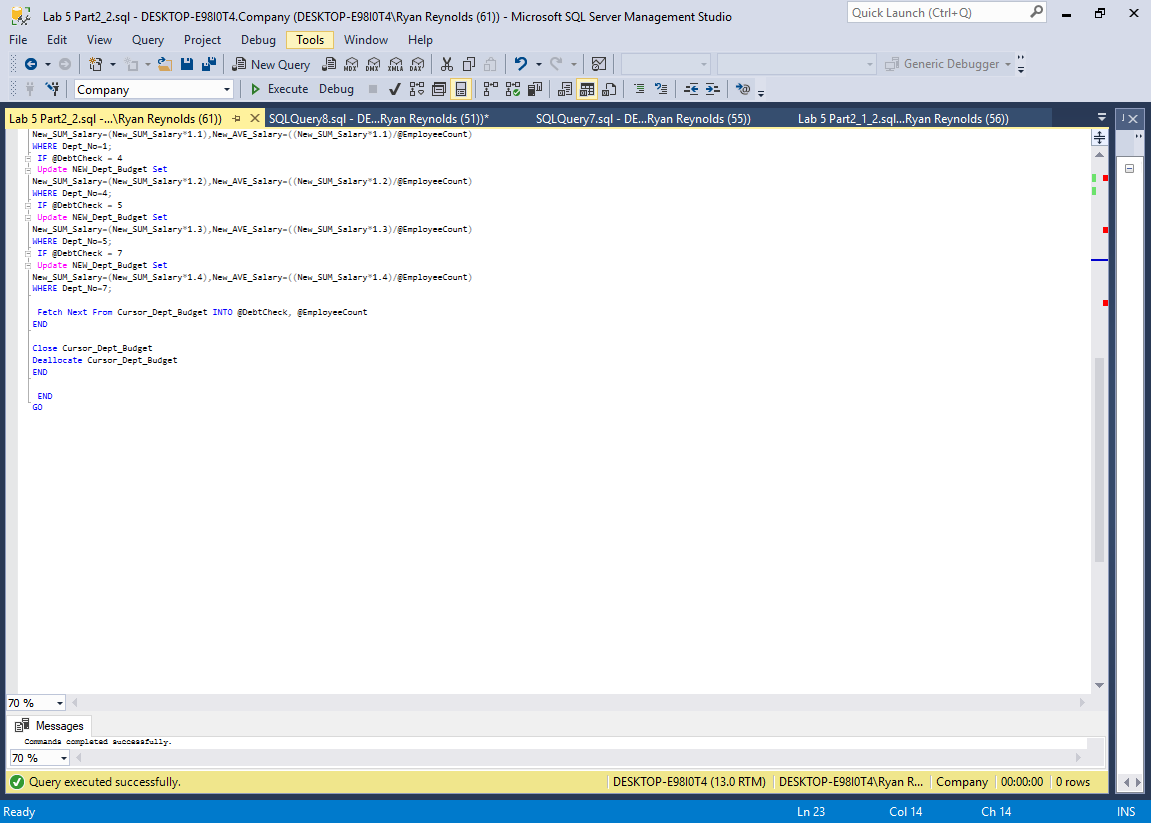 Lab 5 Part2_2.sql - DESKTOP-E98I0T4.Company (DESKTOP-E98I0T4\Ryan Reynolds (61)) - Microsoft SQL Server Management Studio
Quick Launch (Ctrl+Q)
File Edit View Query Project Debug Tools Window Help
New Query MDX DMX XMLA DAX Generic Debugger
Company Execute Debug
Lab 5 Part2_2.sql -...\Ryan Reynolds (61)) SQLQuery8.sql - DE...Ryan Reynolds (51))* SQLQuery7.sql - DE...Ryan Reynolds (55)) Lab 5 Part2_1_2.sql...Ryan Reynolds (56))
New_SUM_Salary=(New_SUM_Salary*1.1),New_AVE_Salary=((New_SUM_Salary*1.1)/@EmployeeCount)
WHERE Dept_No=1;
IF @DebtCheck = 4
Update NEW_Dept_Budget Set
New_SUM_Salary=(New_SUM_Salary*1.2),New_AVE_Salary=((New_SUM_Salary*1.2)/@EmployeeCount)
WHERE Dept_No=4;
IF @DebtCheck = 5
Update NEW_Dept_Budget Set
New_SUM_Salary=(New_SUM_Salary*1.3),New_AVE_Salary=((New_SUM_Salary*1.3)/@EmployeeCount)
WHERE Dept_No=5;
IF @DebtCheck = 7
Update NEW_Dept_Budget Set
New_SUM_Salary=(New_SUM_Salary*1.4),New_AVE_Salary=((New_SUM_Salary*1.4)/@EmployeeCount)
WHERE Dept_No=7;
Fetch Next From Cursor_Dept_Budget INTO @DebtCheck, @EmployeeCount
END
Close Cursor_Dept_Budget
Deallocate Cursor_Dept_Budget
END
END
GO
70 %
Messages
Commands completed successfully.
70 %
Query executed successfully. DESKTOP-E98I0T4 (13.0 RTM) DESKTOP-E98I0T4\Ryan R... Company 00:00:00 0 rows
Ready Ln 23 Col 14 Ch 14 INS